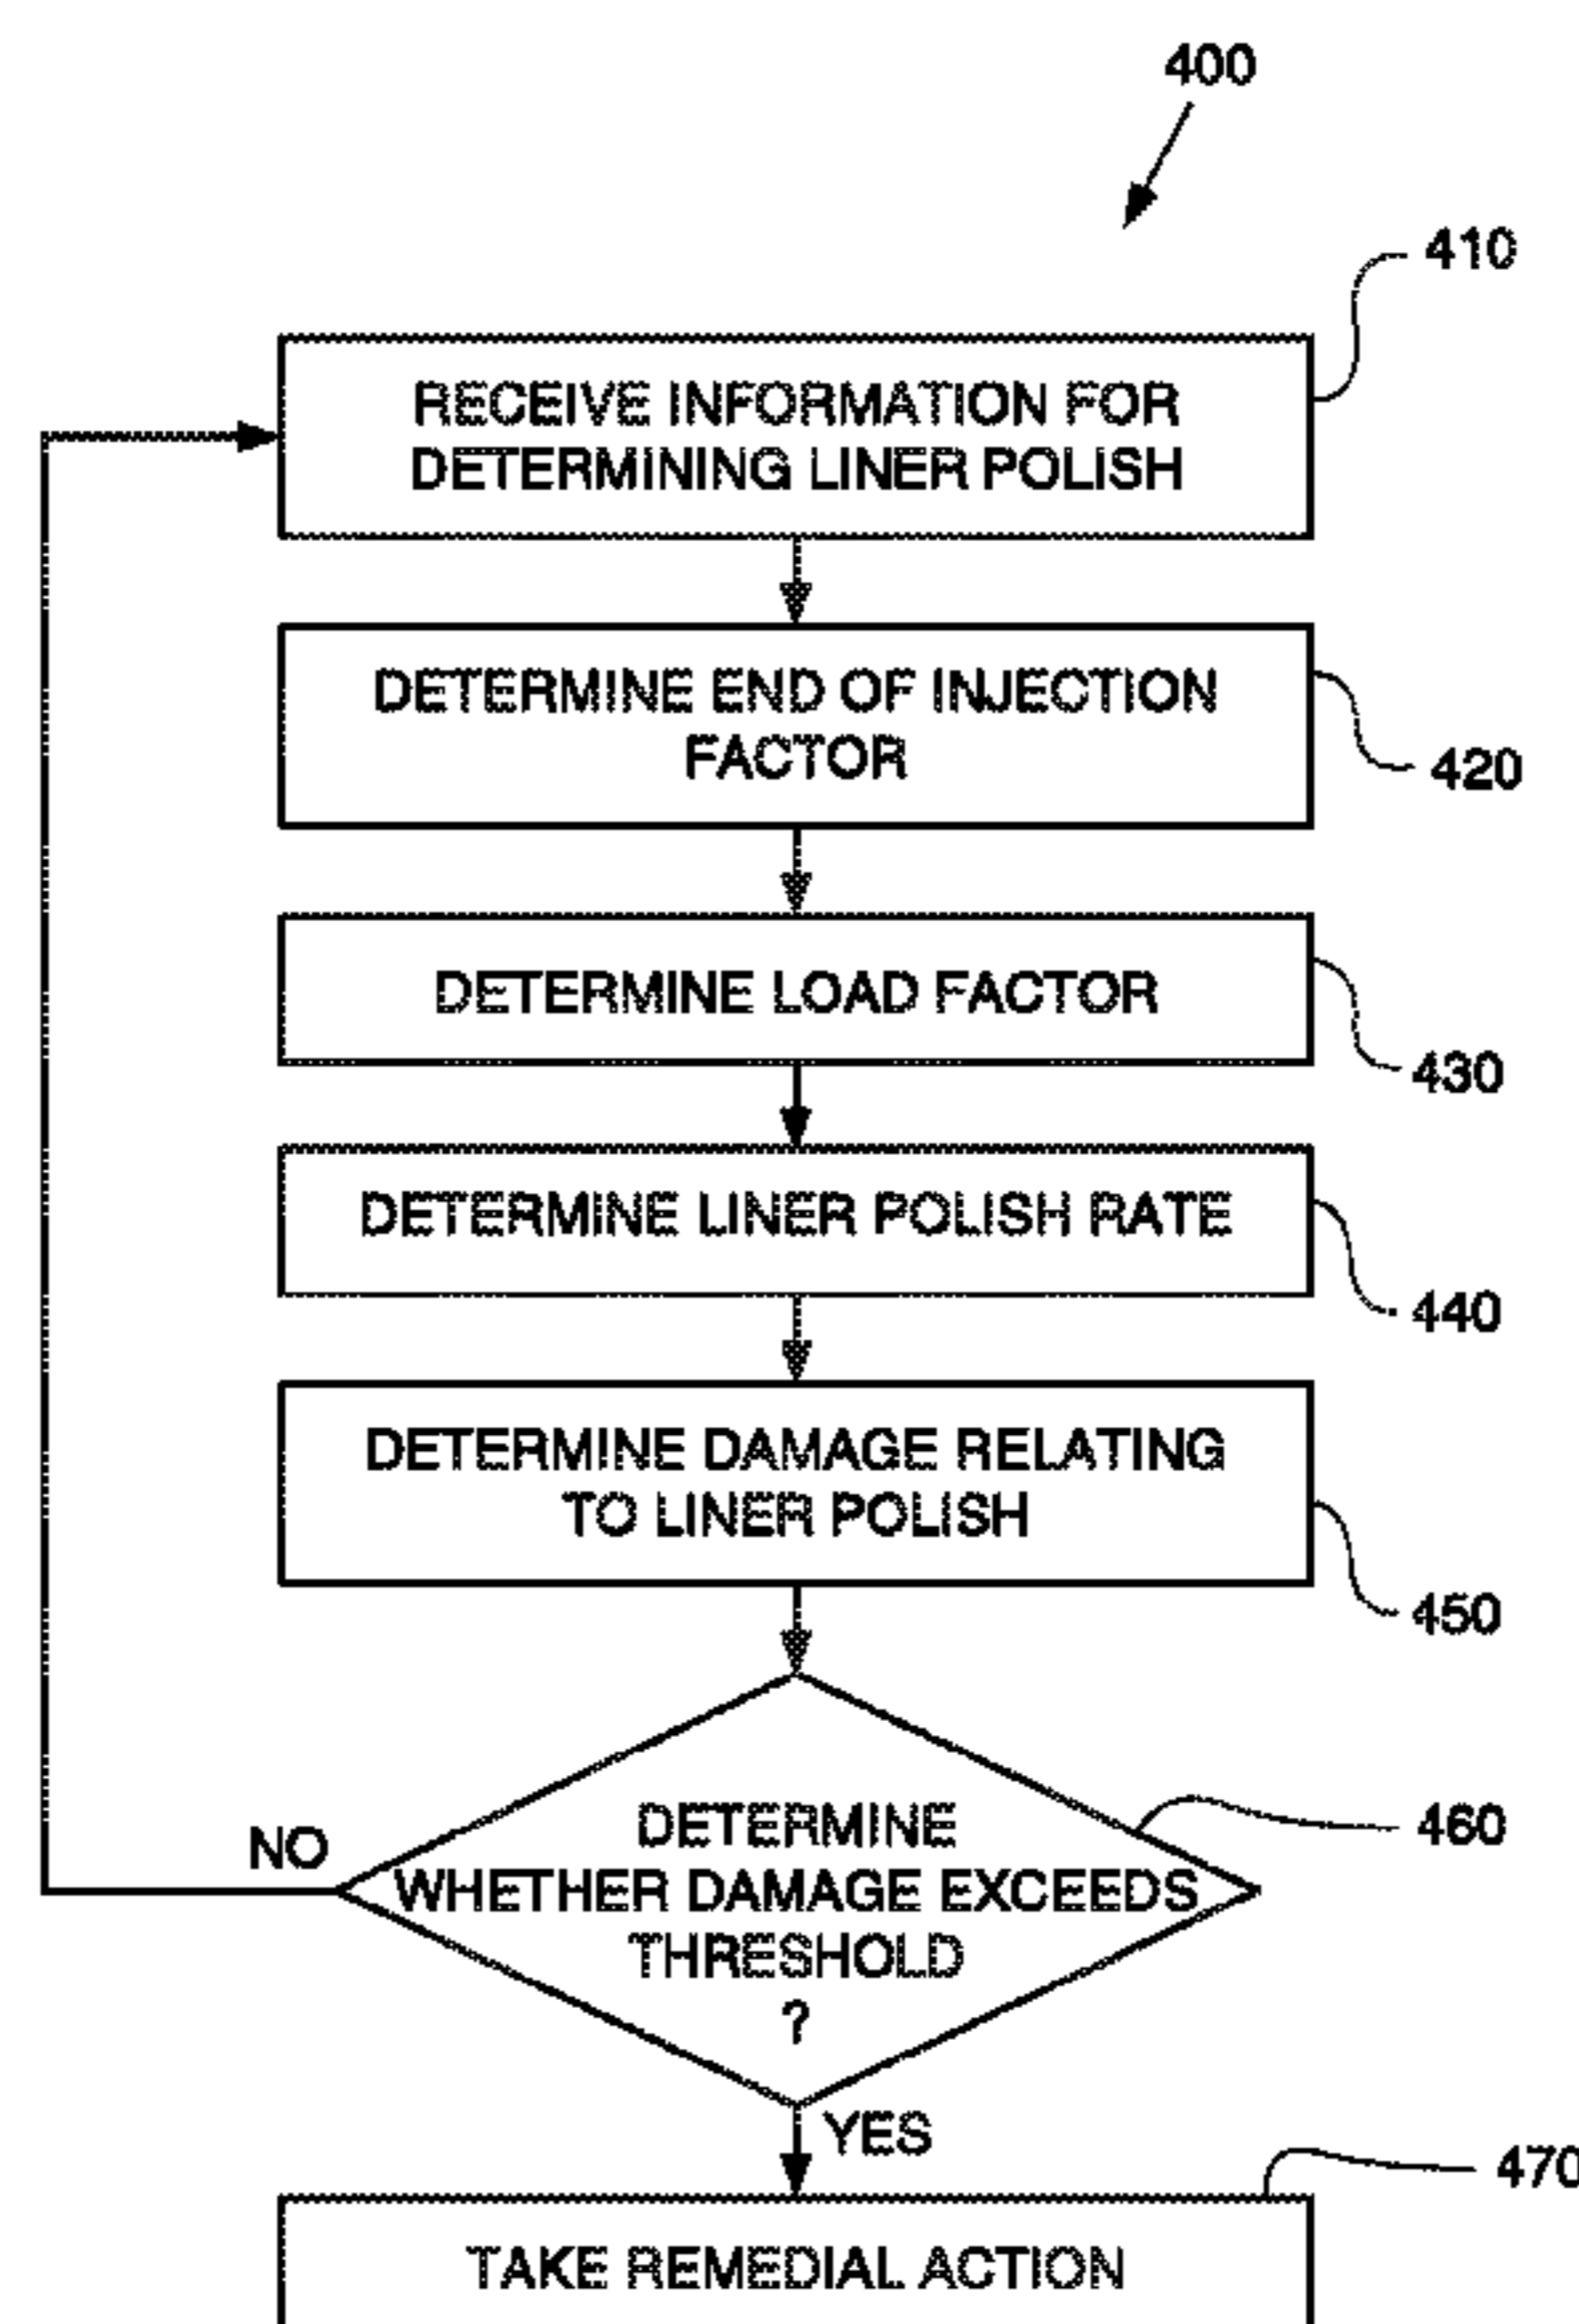 400
410
RECEIVE INFORMATION FOR
DETERMINING LINER POLISH
DETERMINE END OF INJECTION
FACTOR
420
DETERMINE LOAD FACTOR
430
DETERMINE LINER POLISH RATE
440
DETERMINE DAMAGE RELATING
TO LINER POLISH
450
DETERMINE
WHETHER DAMAGE EXCEEDS
THRESHOLD
?
460
NO
YES
470
TAKE REMEDIAL ACTION